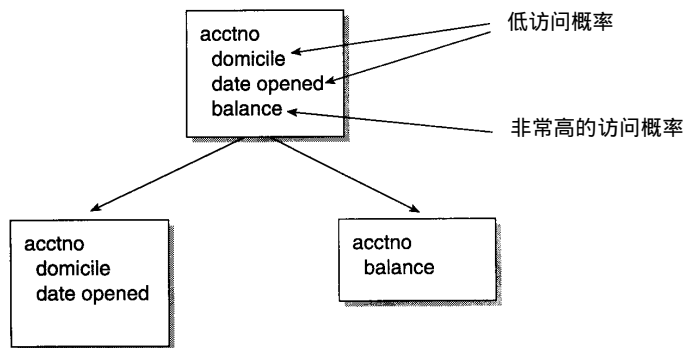 acctno
domicile
date opened
balance
低访问概率
非常高的访问概率
acctno
domicile
date opened
acctno
balance